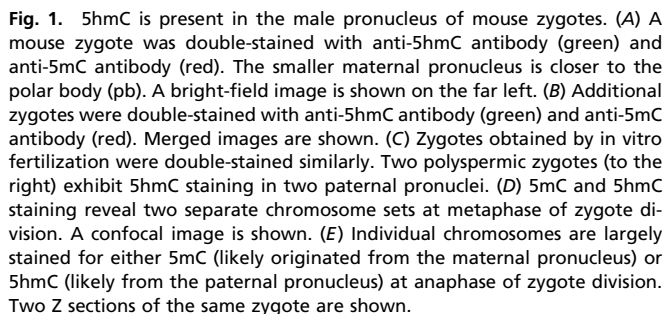 Fig. 1. 5hmC is present in the male pronucleus of mouse zygotes. (A) A
mouse zygote was double-stained with anti-5hmC antibody (green) and
anti-5mC antibody (red). The smaller maternal pronucleus is closer to the
polar body (pb). A bright-field image is shown on the far left. (B) Additional
zygotes were double-stained with anti-5hmC antibody (green) and anti-5mC
antibody (red). Merged images are shown. (C) Zygotes obtained by in vitro
fertilization were double-stained similarly. Two polyspermic zygotes (to the
right) exhibit 5hmC staining in two paternal pronuclei. (D) 5mC and 5hmC
staining reveal two separate chromosome sets at metaphase of zygote di-
vision. A confocal image is shown. (E) Individual chromosomes are largely
stained for either 5mC (likely originated from the maternal pronucleus) or
5hmC (likely from the paternal pronucleus) at anaphase of zygote division.
Two Z sections of the same zygote are shown.